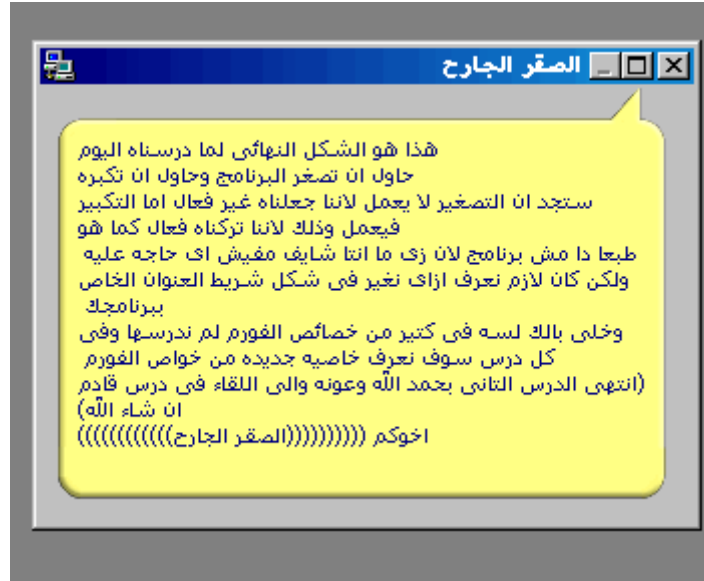 الصقر الجارح
هذا هو الشكل النهائى لما درسناه اليوم
حاول ان تصغر البرنامج وحاول ان تكبره
ستجد ان التصغير لا يعمل لاننا جعلناه غير فعال اما التكبير
فيعمل وذلك لاننا تركناه فعال كما هو
طبعا دا مش برنامج لان زى ما انتا شايف مفيش اى حاجه عليه
ولكن كان لازم نعرف ازاى نغير فى شكل شريط العنوان الخاص
ببرنامجك
وخلى بالك لسه فى كتير من خصائص الفورم لم ندرسها وفى
كل درس سوف نعرف خاصيه جديده من خواص الفورم
(انتهى الدرس التانى بحمد الله وعونه والى اللقاء فى درس قادم
ان شاء الله)
اخوكم ((((((((((الصقر الجارح))))))))))))